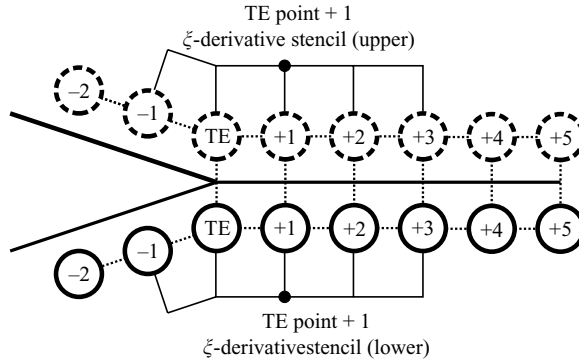 TE point + 1
ξ-derivative stencil (upper)
−2
−1
TE
+1
+2
+3
+4
+5
TE
+1
+2
+3
+4
+5
−1
−2
TE point + 1
ξ-derivativestencil (lower)